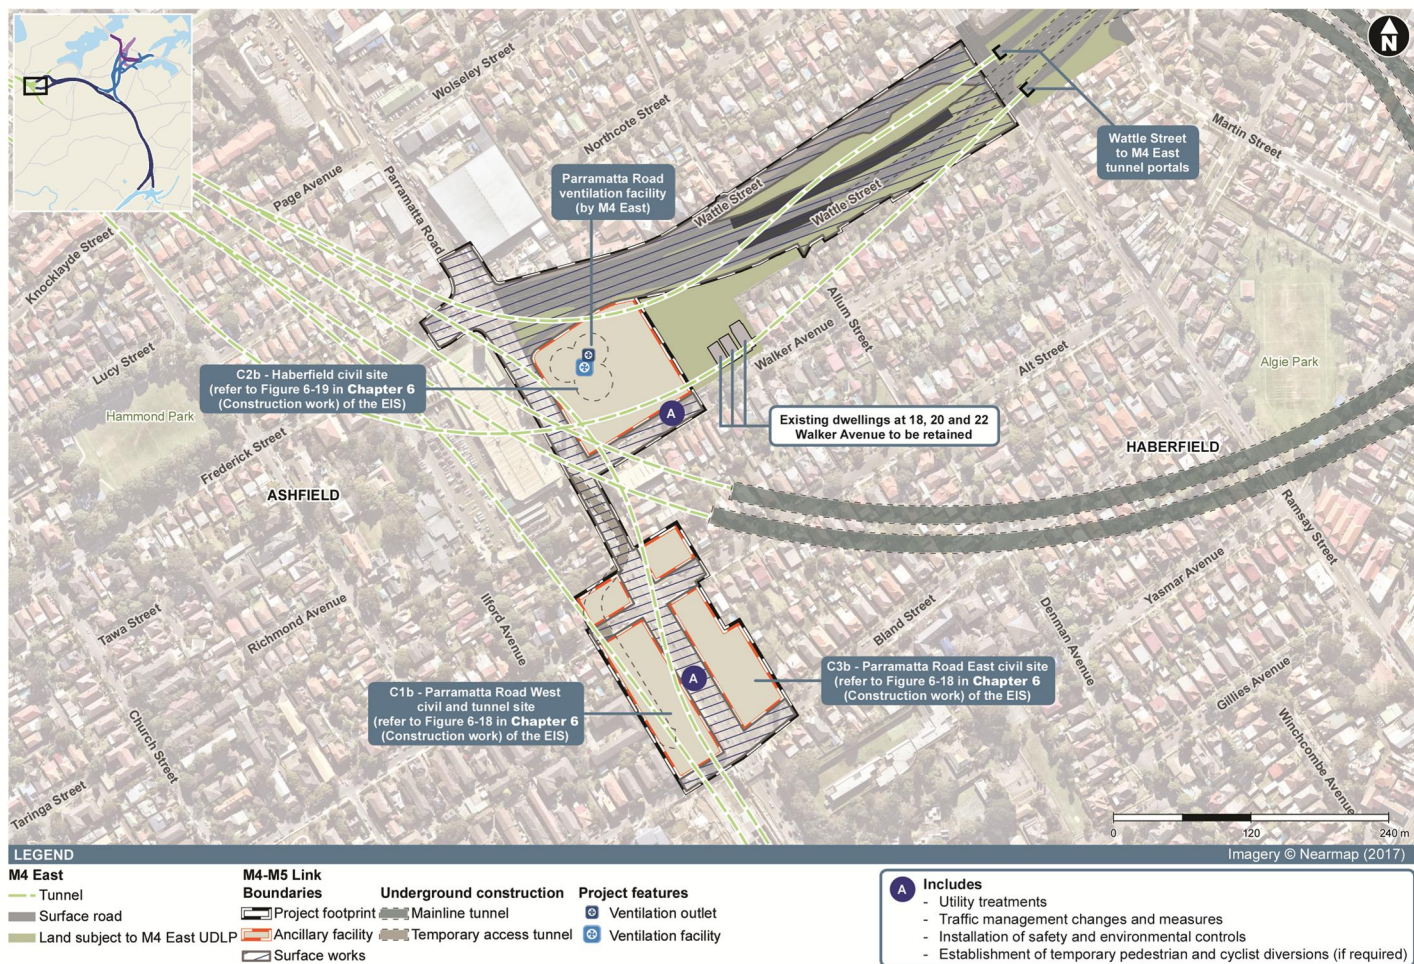 N
Wolseley Street
Northcote Street
Page Avenue
Parramatta Road
Knocklayde Street
Martin Street
Wattle Street
to M4 East
tunnel portals
Parramatta Road
ventilation facility
(by M4 East)
Wattle Street
Wattle Street
Lucy Street
Allum Street
Walker Avenue
Alt Street
Algie Park
C2b - Haberfield civil site
(refer to Figure 6-19 in Chapter 6
(Construction work) of the EIS)
Hammond Park
A
Existing dwellings at 18, 20 and 22
Walker Avenue to be retained
HABERFIELD
Frederick Street
ASHFIELD
Ramsay Street
Yasmar Avenue
Tawa Street
Richmond Avenue
Ilford Avenue
Bland Street
Denman Avenue
A
C3b - Parramatta Road East civil site
(refer to Figure 6-18 in Chapter 6
(Construction work) of the EIS)
C1b - Parramatta Road West
civil and tunnel site
(refer to Figure 6-18 in Chapter 6
(Construction work) of the EIS)
Gillies Avenue
Winchcombe Avenue
Church Street
Taringa Street
0 120 240 m
LEGEND
Imagery © Nearmap (2017)
M4 East
Tunnel
Surface road
Land subject to M4 East UDLP
M4-M5 Link
Boundaries
Project footprint
Ancillary facility
Surface works
Underground construction
Mainline tunnel
Temporary access tunnel
Project features
Ventilation outlet
Ventilation facility
A Includes
- Utility treatments
- Traffic management changes and measures
- Installation of safety and environmental controls
- Establishment of temporary pedestrian and cyclist diversions (if required)